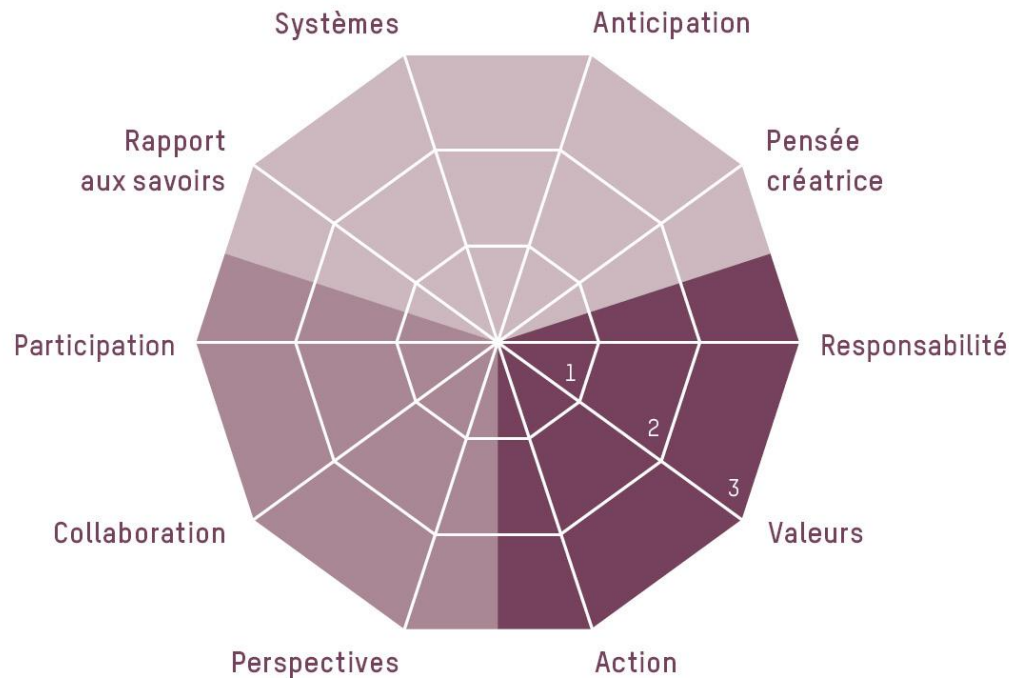 Systèmes
Anticipation
Rapport
aux savoirs
Pensée
créatrice
Participation
Responsabilité
1
2
3
Collaboration
Valeurs
Perspectives
Action